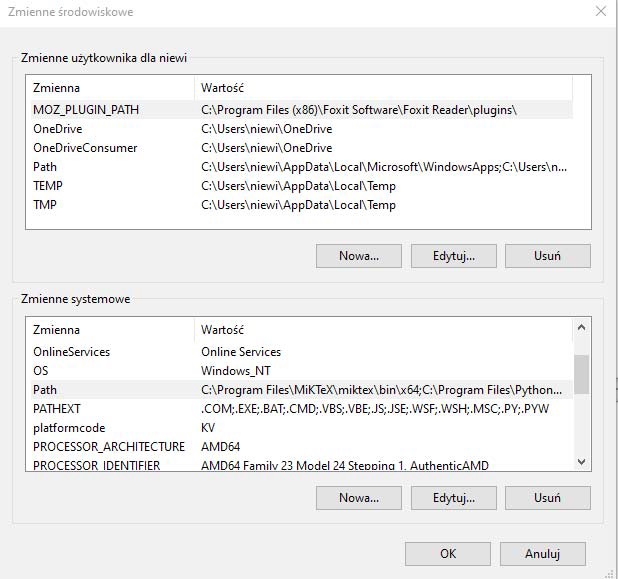 Zmienne środowiskowe
Zmienne użytkownika dla niewi
Zmienna Wartość
MOZ_PLUGIN_PATH C:\Program Files (x86)\Foxit Software\Foxit Reader\plugins\
OneDrive C:\Users\niewi\OneDrive
OneDriveConsumer C:\Users\niewi\OneDrive
Path C:\Users\niewi\AppData\Local\Microsoft\WindowsApps;C:\Users\n...
TEMP C:\Users\niewi\AppData\Local\Temp
TMP C:\Users\niewi\AppData\Local\Temp
Nowa... Edytuj... Usuń
Zmienne systemowe
Zmienna Wartość
OnlineServices Online Services
OS Windows_NT
Path C:\Program Files\MiKTeX\miktex\bin\x64;C:\Program Files\Python...
PATHEXT .COM;.EXE;.BAT;.CMD;.VBS;.VBE;.JS;.JSE;.WSF;.WSH;.MSC;.PY;.PYW
platformcode KV
PROCESSOR_ARCHITECTURE AMD64
PROCESSOR_IDENTIFIER AMD64 Family 23 Model 24 Stepping 1, AuthenticAMD
Nowa... Edytuj... Usuń
OK Anuluj